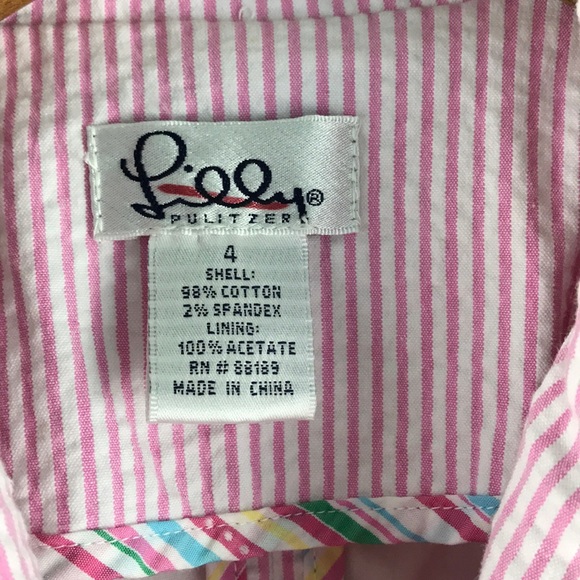 Lilly®
PULITZER
4
SHELL:
98% COTTON
2% SPANDEX
LINING:
100% ACETATE
RN # 88189
MADE IN CHINA